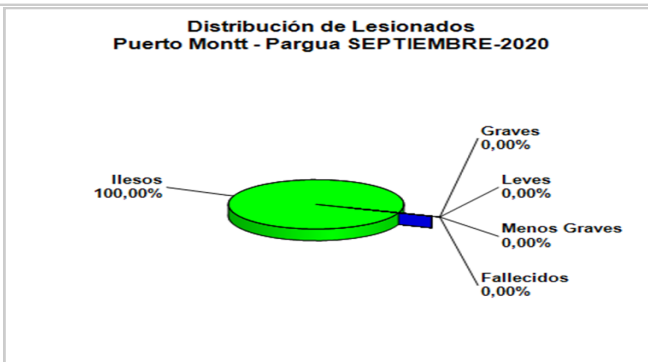 Distribución de Lesionados
Puerto Montt - Pargua SEPTIEMBRE-2020
Graves
0,00%
Ilesos
100,00%
Leves
0,00%
Menos Graves
0,00%
Fallecidos
0,00%